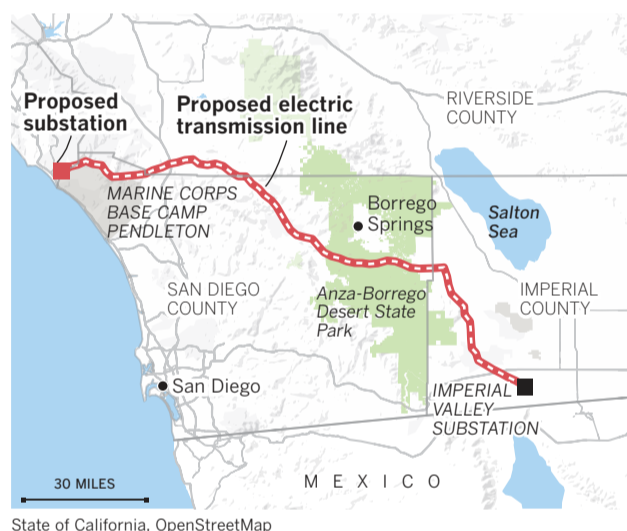 Proposed
substation
Proposed electric
transmission line
RIVERSIDE
COUNTY
MARINE CORPS
BASE CAMP
PENDLETON
Borrego
Springs
Salton
Sea
SAN DIEGO
COUNTY
Anza-Borrego
Desert State
Park
IMPERIAL
COUNTY
San Diego
IMPERIAL
VALLEY
SUBSTATION
30 MILES
MEXICO
State of California, OpenStreetMap